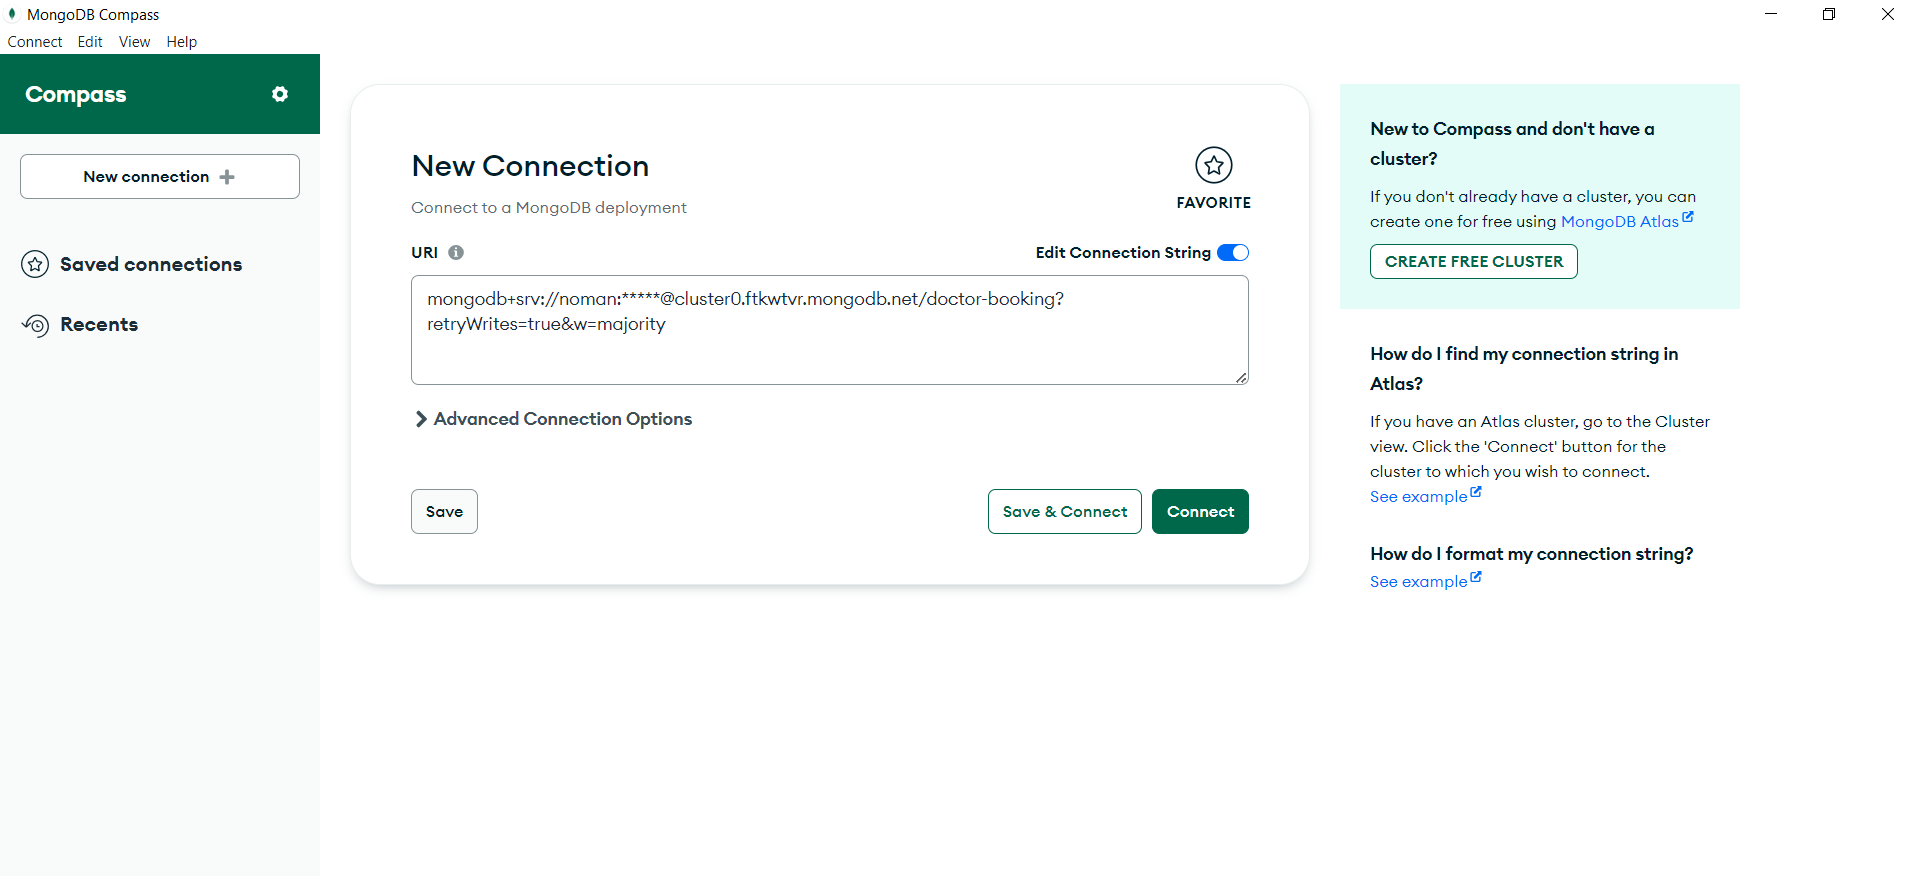 MongoDB Compass
Connect Edit View Help
Compass
New connection
Saved connections
Recents
New Connection
Connect to a MongoDB deployment
FAVORITE
URI
Edit Connection String
mongodb+srv://noman:*****@cluster0.ftkwtvr.mongodb.net/doctor-booking?
retryWrites=true&w=majority
Advanced Connection Options
Save
Save & Connect
Connect
New to Compass and don't have a
cluster?
If you don't already have a cluster, you can
create one for free using MongoDB Atlas
CREATE FREE CLUSTER
How do I find my connection string in
Atlas?
If you have an Atlas cluster, go to the Cluster
view. Click the 'Connect' button for the
cluster to which you wish to connect.
See example
How do I format my connection string?
See example